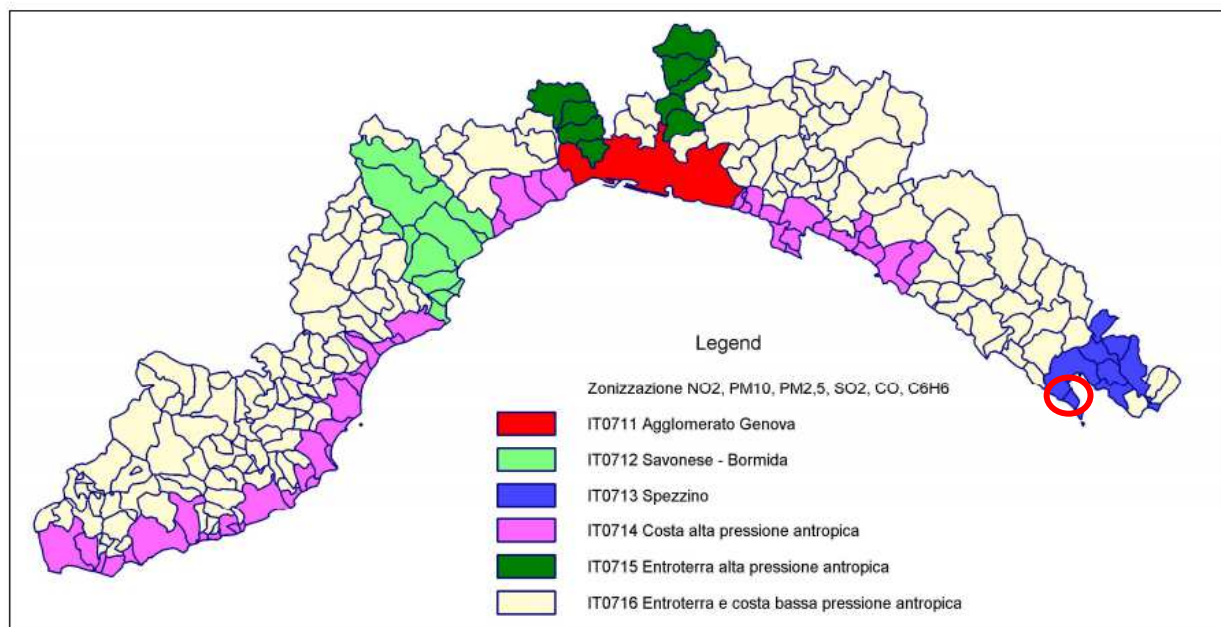 Legend
Zonizzazione NO2, PM10, PM2,5, SO2, CO, C6H6
IT0711 Agglomerato Genova
IT0712 Savonese - Bormida
IT0713 Spezzino
IT0714 Costa alta pressione antropica
IT0715 Entroterra alta pressione antropica
IT0716 Entroterra e costa bassa pressione antropica